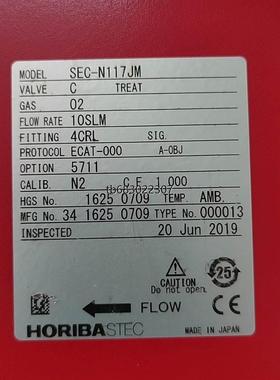 MODEL SEC-N117JM
VALVE C TREAT
GAS O2
FLOW RATE 10SLM
FITTING 4CRL SIG.
PROTOCOL ECAT-000 A-OBJ
OPTION 5711
CALIB. N2 C.F. 1.000
tb683022307
HGS No. 1625 0709 TEMP. AMB.
MFG No. 34 1625 0709 TYPE No. 000013
INSPECTED 20 Jun 2019
CAUTION
Do not open.
25
FLOW
CE
HORIBASTEC
MADE IN JAPAN